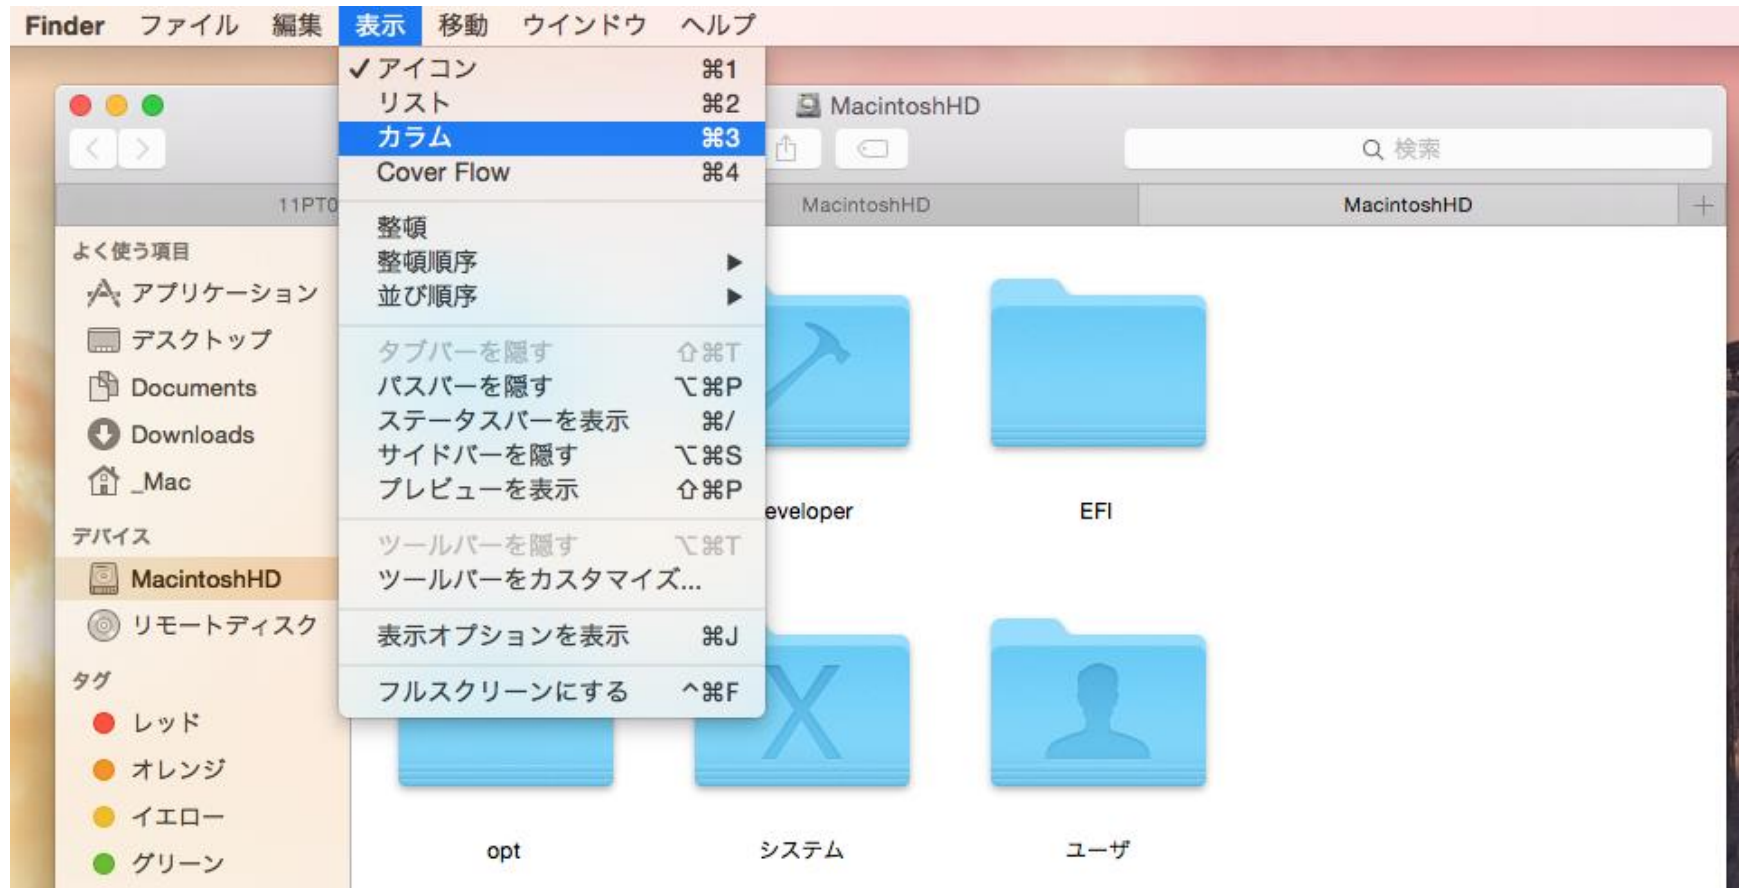 Finder ファイル 編集 表示 移動 ウインドウ ヘルプ
✓ アイコン ⌘1
リスト ⌘2
カラム ⌘3
Cover Flow ⌘4
整頓
整頓順序 ▶
並び順序 ▶
タブバーを隠す ⇧⌘T
パスバーを隠す ⌥⌘P
ステータスバーを表示 ⌘/
サイドバーを隠す ⌥⌘S
プレビューを表示 ⇧⌘P
ツールバーを隠す ⌥⌘T
ツールバーをカスタマイズ...
表示オプションを表示 ⌘J
フルスクリーンにする ^⌘F
MacintoshHD
検索
11PT0
MacintoshHD
MacintoshHD
よく使う項目
アプリケーション
デスクトップ
Documents
Downloads
_Mac
デバイス
MacintoshHD
リモートディスク
タグ
レッド
オレンジ
イエロー
グリーン
eveloper
EFI
opt
システム
ユーザ